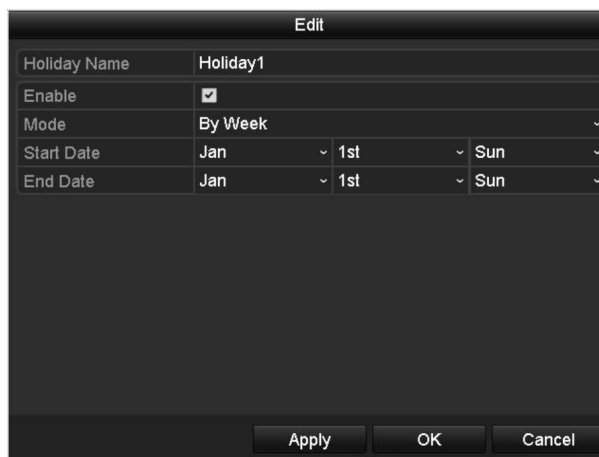 Edit
Holiday Name Holiday1
Enable
Mode By Week
Start Date Jan 1st Sun
End Date Jan 1st Sun
Apply OK Cancel